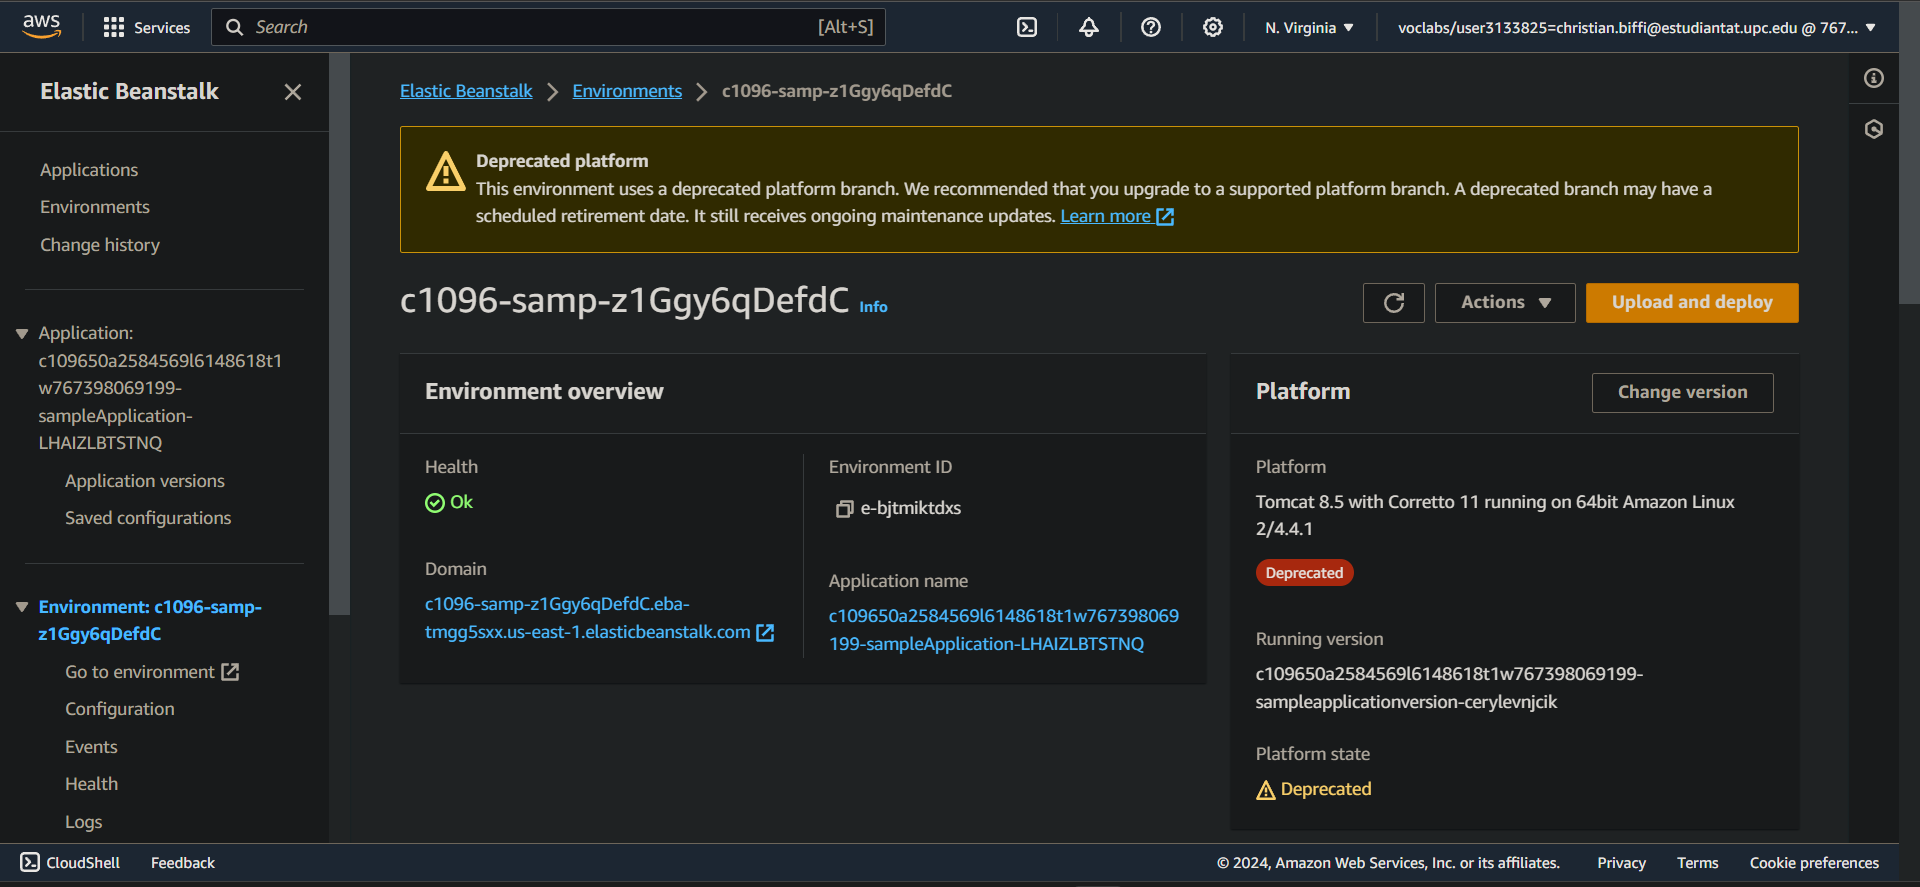 aws
Services
Search
[Alt+S]
N. Virginia
voclabs/user3133825=christian.biffi@estudiantat.upc.edu @ 767...
Elastic Beanstalk
Applications
Environments
Change history
Application:
c109650a2584569l6148618t1
w767398069199-
sampleApplication-
LHAIZLBTSTNQ
Application versions
Saved configurations
Environment: c1096-samp-
z1Ggy6qDefdC
Go to environment
Configuration
Events
Health
Logs
Elastic Beanstalk
Environments
c1096-samp-z1Ggy6qDefdC
Deprecated platform
This environment uses a deprecated platform branch. We recommended that you upgrade to a supported platform branch. A deprecated branch may have a
scheduled retirement date. It still receives ongoing maintenance updates. Learn more
c1096-samp-z1Ggy6qDefdC Info
Actions
Upload and deploy
Environment overview
Health
Ok
Domain
c1096-samp-z1Ggy6qDefdC.eba-
tmgg5sxx.us-east-1.elasticbeanstalk.com
Environment ID
e-bjtmiktdxs
Application name
c109650a2584569l6148618t1w767398069
199-sampleApplication-LHAIZLBTSTNQ
Platform
Change version
Platform
Tomcat 8.5 with Corretto 11 running on 64bit Amazon Linux
2/4.4.1
Deprecated
Running version
c109650a2584569l6148618t1w767398069199-
sampleapplicationversion-cerylevnjcik
Platform state
Deprecated
CloudShell
Feedback
© 2024, Amazon Web Services, Inc. or its affiliates.
Privacy
Terms
Cookie preferences